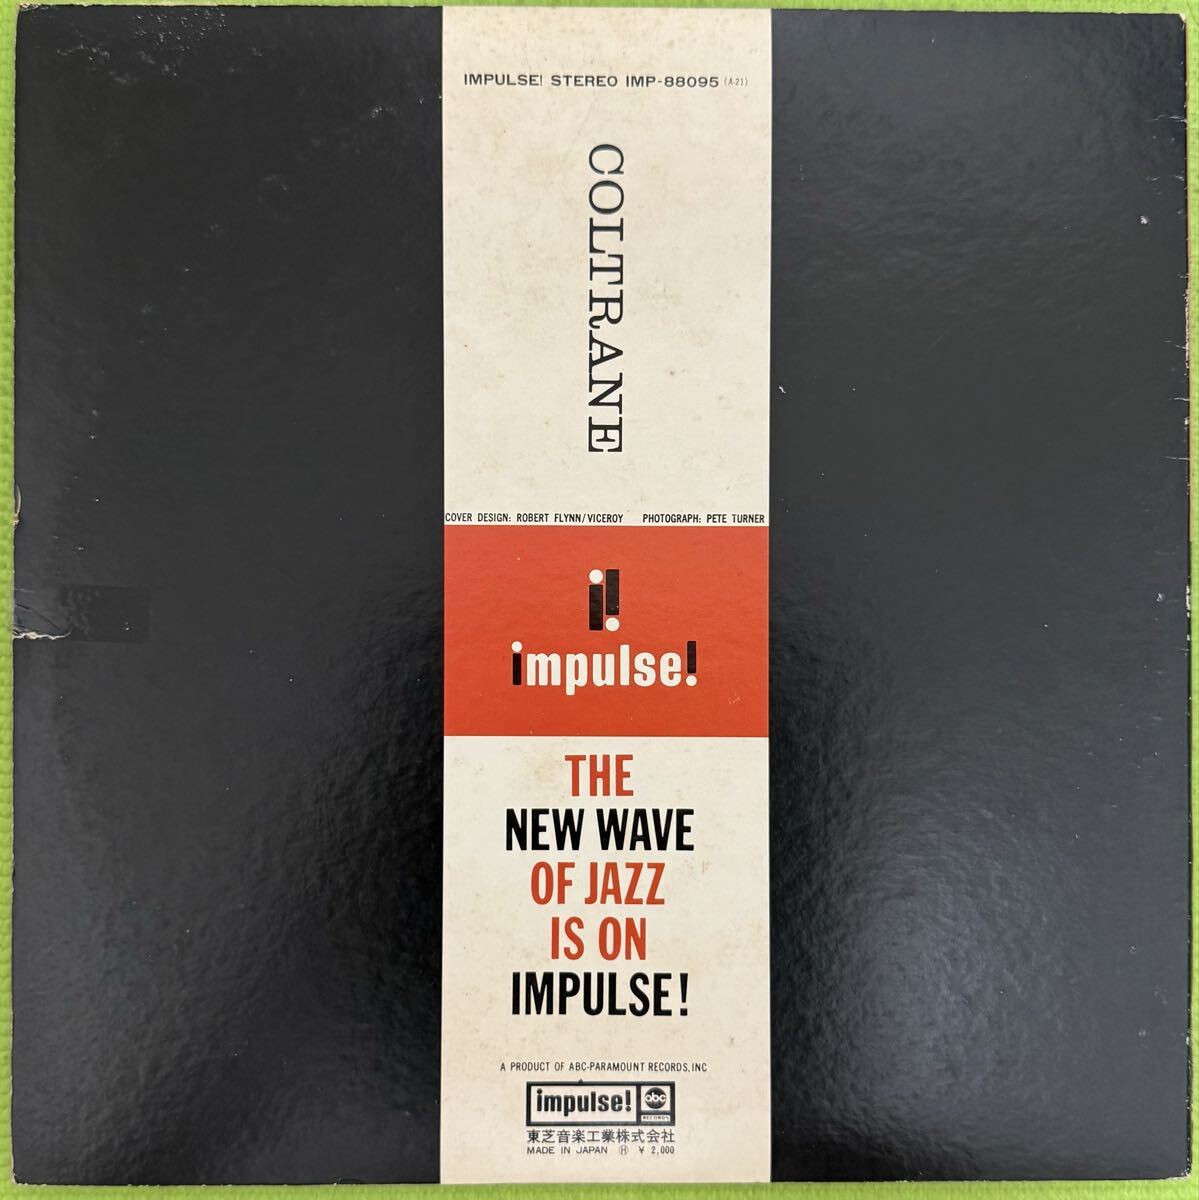 IMPULSE! STEREO IMP-88095 (A-21)
COLTRANE
COVER DESIGN: ROBERT FLYNN/VICEROY PHOTOGRAPH: PETE TURNER
impulse!
THE
NEW WAVE
OF JAZZ
IS ON
IMPULSE!
A PRODUCT OF ABC-PARAMOUNT RECORDS, INC
impulse! abc RECORDS
東芝音楽工業株式会社
MADE IN JAPAN Ⓗ ¥ 2,000